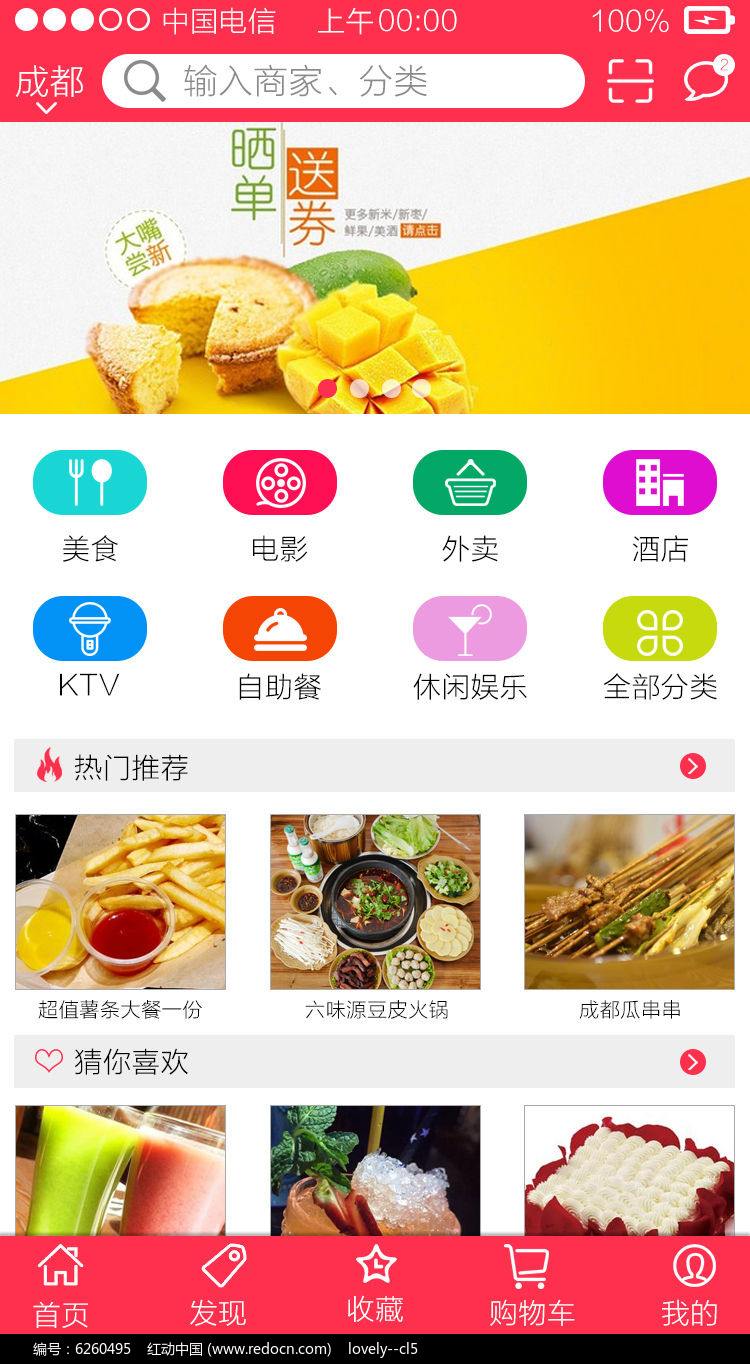 中国电信 上午00:00 100%
成都 输入商家、分类 2
晒单
送券
更多新米/新枣/
鲜果/美酒 请点击
大嘴
尝新
美食 电影 外卖 酒店
KTV 自助餐 休闲娱乐 全部分类
热门推荐
超值薯条大餐一份 六味源豆皮火锅 成都瓜串串
猜你喜欢
首页 发现 收藏 购物车 我的
编号：6260495 红动中国 (www.redocn.com) lovely--cl5